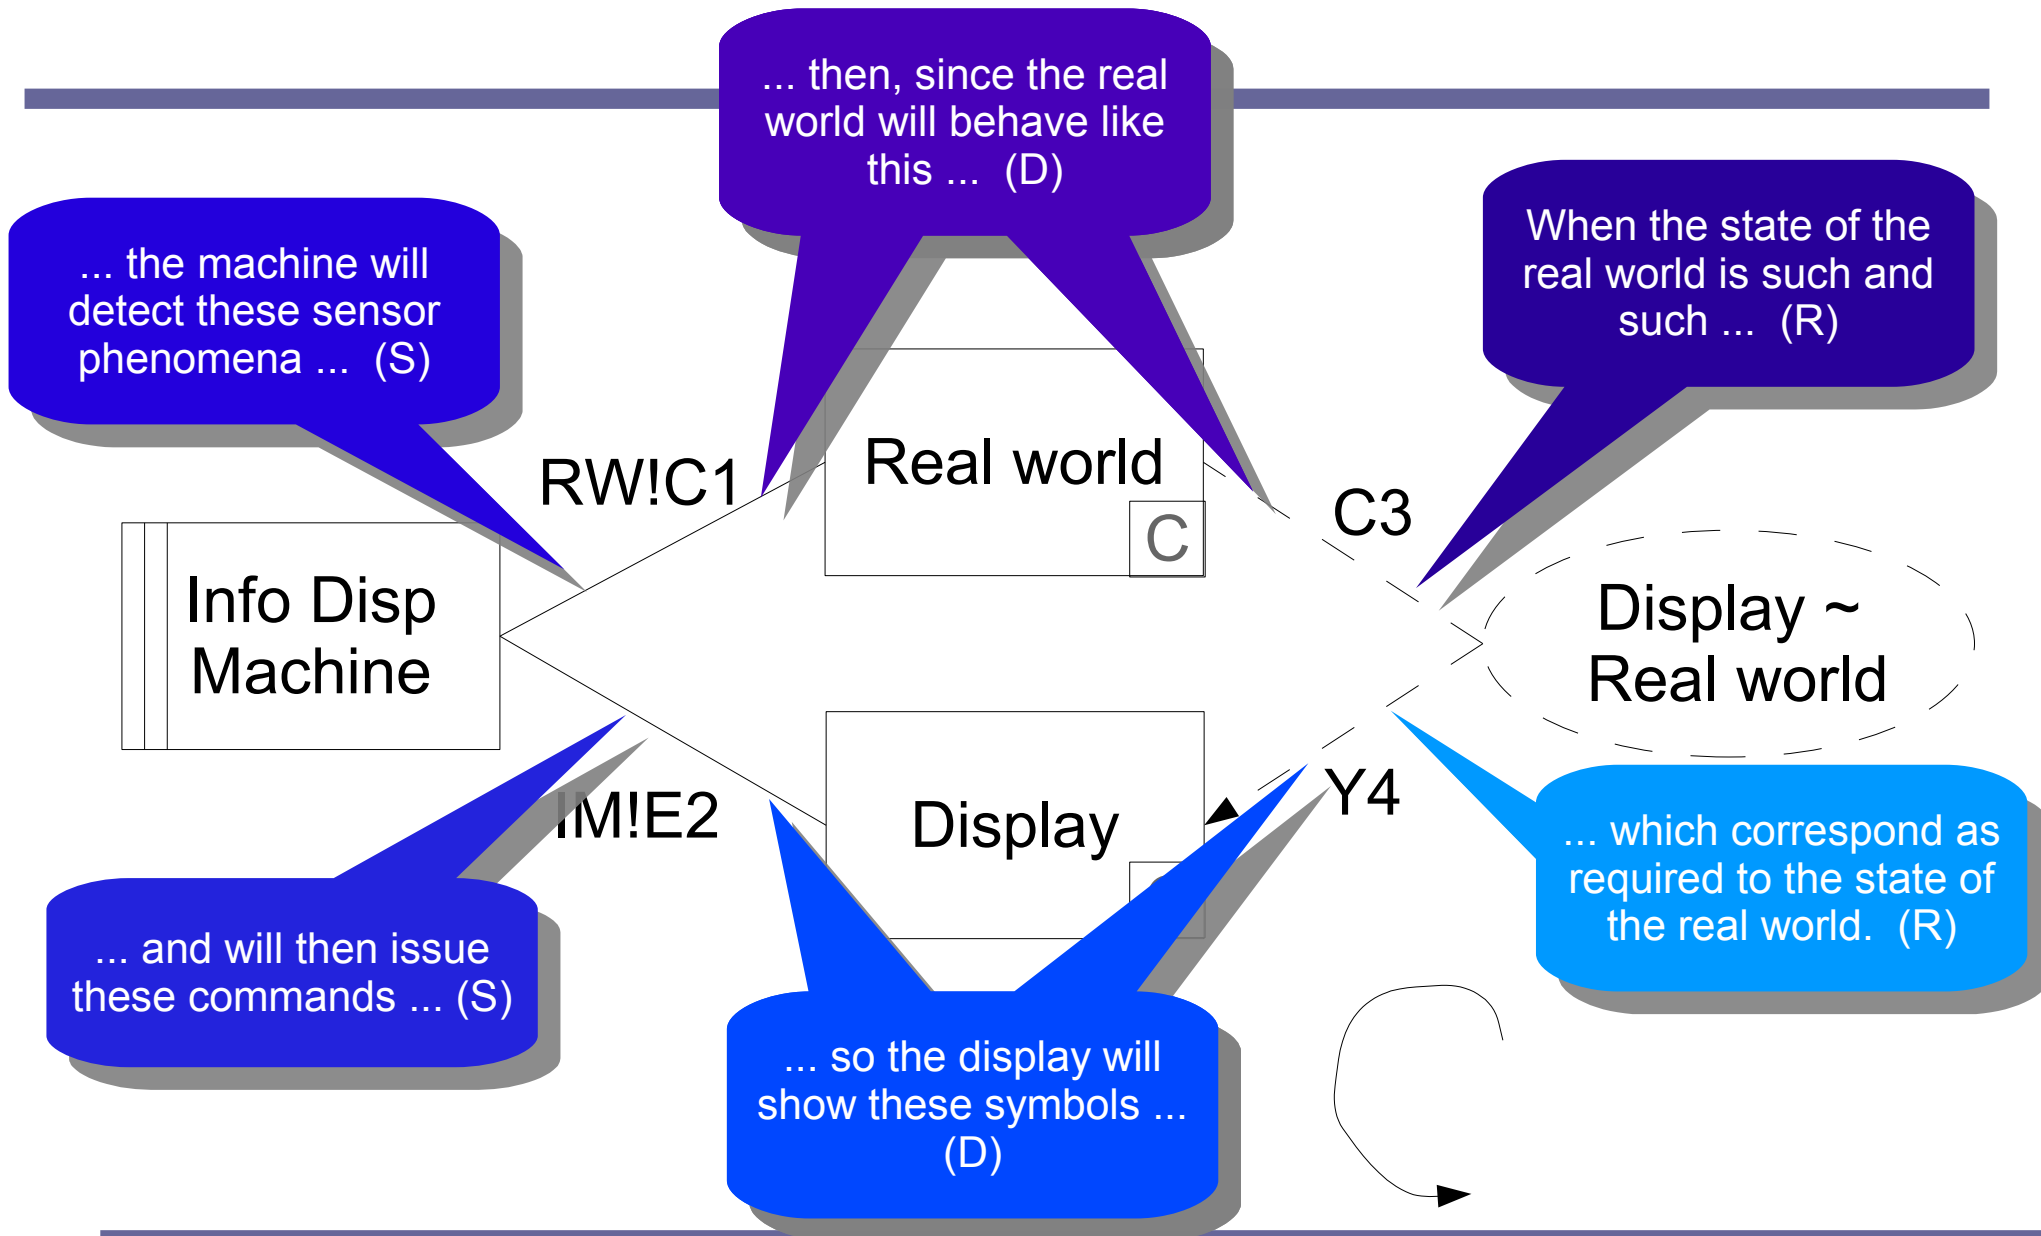 ... then, since the real
world will behave like
this ... (D)
When the state of the
real world is such and
such ... (R)
... the machine will
detect these sensor
phenomena ... (S)
RW!C1
Real world
C
C3
Info Disp
Machine
Display ~
Real world
IM!E2
Display
Y4
... which correspond as
required to the state of
the real world. (R)
... and will then issue
these commands ... (S)
... so the display will
show these symbols ...
(D)